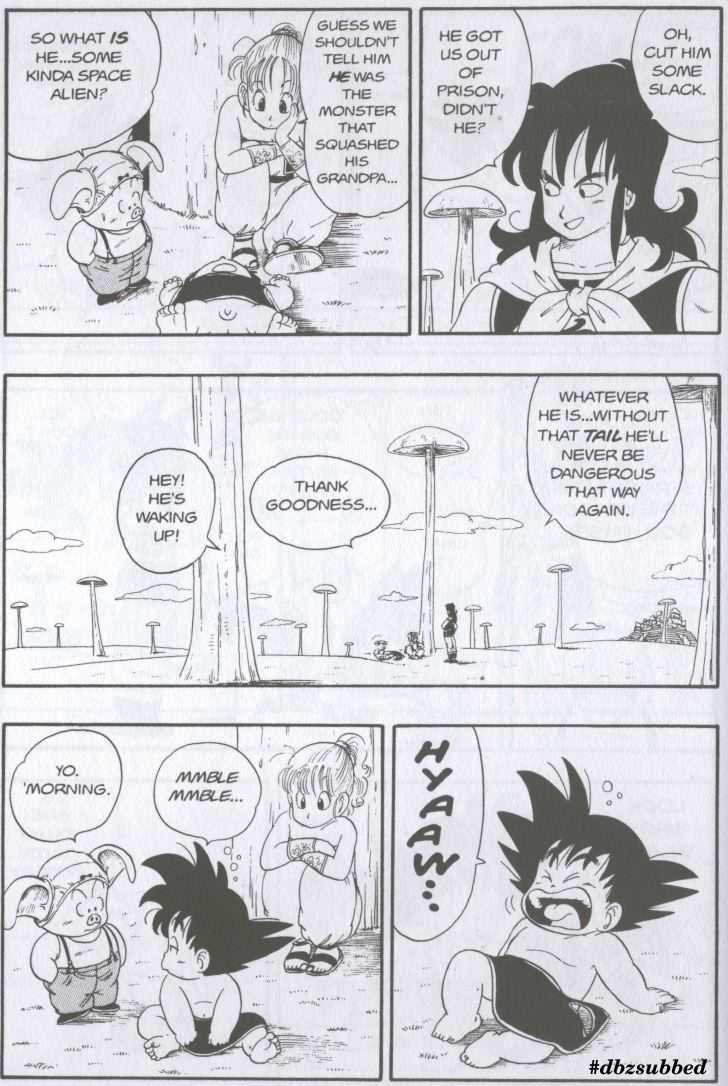 OH,
CUT HIM
SOME
SLACK.
HE GOT
US OUT
OF
PRISON,
DIDN'T
HE?
GUESS WE
SHOULDN'T
TELL HIM
HE WAS
THE
MONSTER
THAT
SQUASHED
HIS
GRANDPA...
SO WHAT IS
HE...SOME
KINDA SPACE
ALIEN?
WHATEVER
HE IS...WITHOUT
THAT TAIL HE'LL
NEVER BE
DANGEROUS
THAT WAY
AGAIN.
THANK
GOODNESS...
HEY!
HE'S
WAKING
UP!
HYAAW...
MMBLE
MMBLE...
YO.
'MORNING.
#dbzsubbed